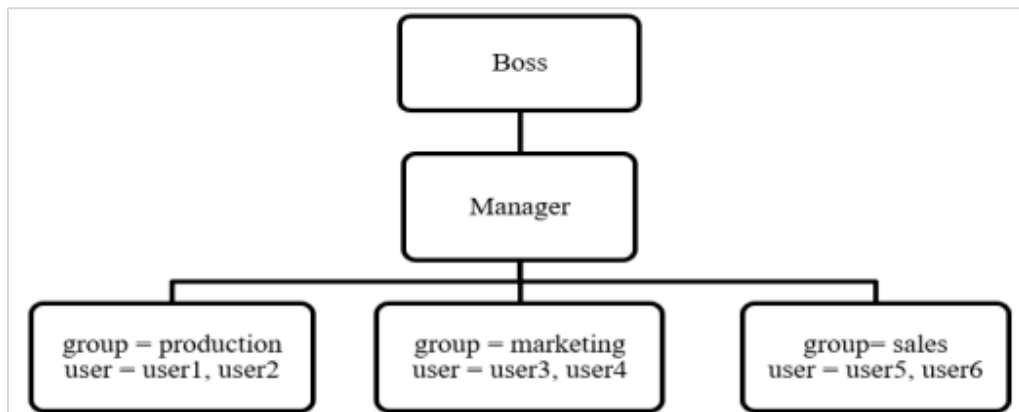 Boss
Manager
group = production
user = user1, user2
group = marketing
user = user3, user4
group= sales
user = user5, user6